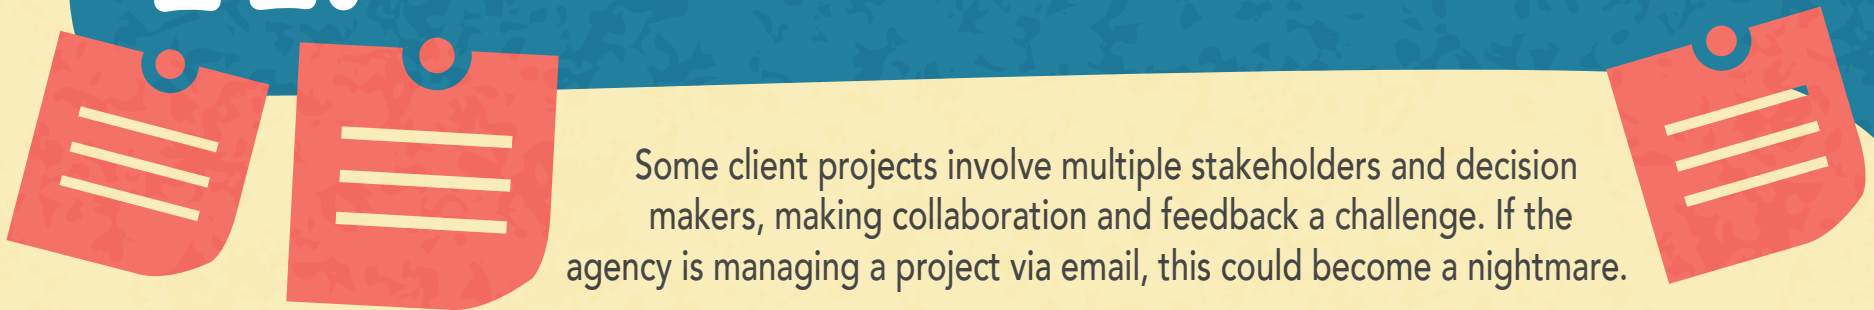 Some client projects involve multiple stakeholders and decision
makers, making collaboration and feedback a challenge. If the
agency is managing a project via email, this could become a nightmare.